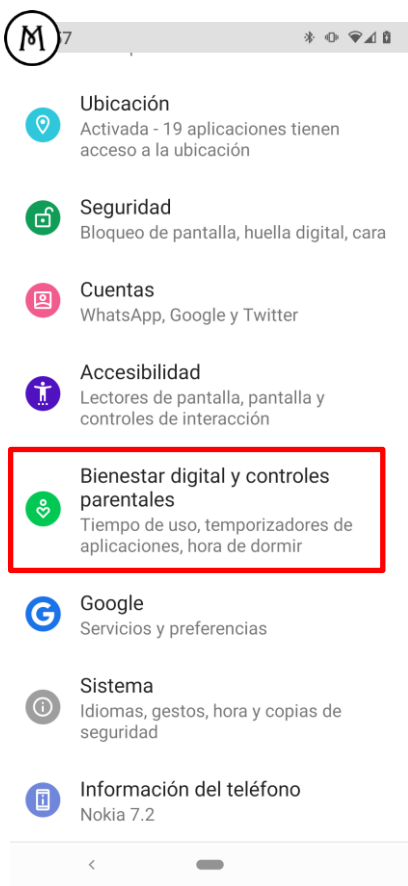 M
7
Ubicación
Activada - 19 aplicaciones tienen
acceso a la ubicación
Seguridad
Bloqueo de pantalla, huella digital, cara
Cuentas
WhatsApp, Google y Twitter
Accesibilidad
Lectores de pantalla, pantalla y
controles de interacción
Bienestar digital y controles
parentales
Tiempo de uso, temporizadores de
aplicaciones, hora de dormir
G
Google
Servicios y preferencias
Sistema
Idiomas, gestos, hora y copias de
seguridad
Información del teléfono
Nokia 7.2